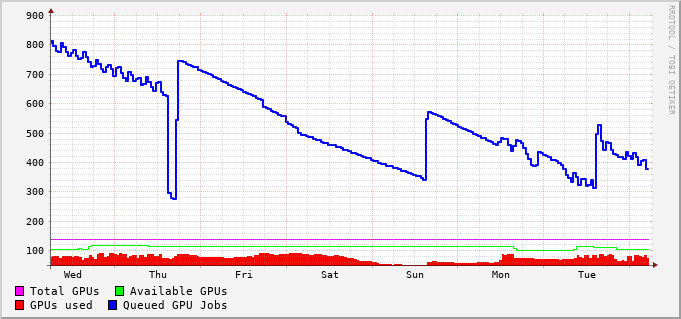 900
800
700
600
500
400
300
200
100
Wed Thu Fri Sat Sun Mon Tue
Total GPUs Available GPUs
GPUs used Queued GPU Jobs
RRDTOOL / TOBI OETIKER